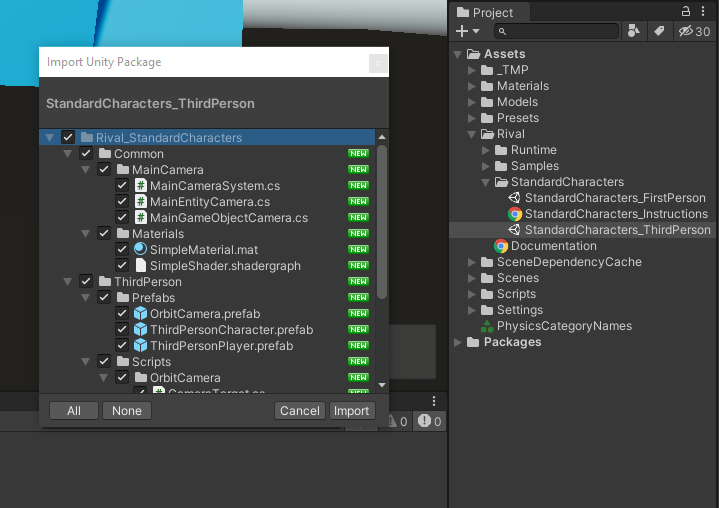 Import Unity Package
StandardCharacters_ThirdPerson
Rival_StandardCharacters
Common NEW
MainCamera NEW
MainCameraSystem.cs NEW
MainEntityCamera.cs NEW
MainGameObjectCamera.cs NEW
Materials NEW
SimpleMaterial.mat NEW
SimpleShader.shadergraph NEW
ThirdPerson NEW
Prefabs NEW
OrbitCamera.prefab NEW
ThirdPersonCharacter.prefab NEW
ThirdPersonPlayer.prefab NEW
Scripts NEW
OrbitCamera NEW
CameraTarget.cs NEW
All None Cancel Import
0 0
Project
30
Assets
_TMP
Materials
Models
Presets
Rival
Runtime
Samples
StandardCharacters
StandardCharacters_FirstPerson
StandardCharacters_Instructions
StandardCharacters_ThirdPerson
Documentation
SceneDependencyCache
Scenes
Scripts
Settings
PhysicsCategoryNames
Packages